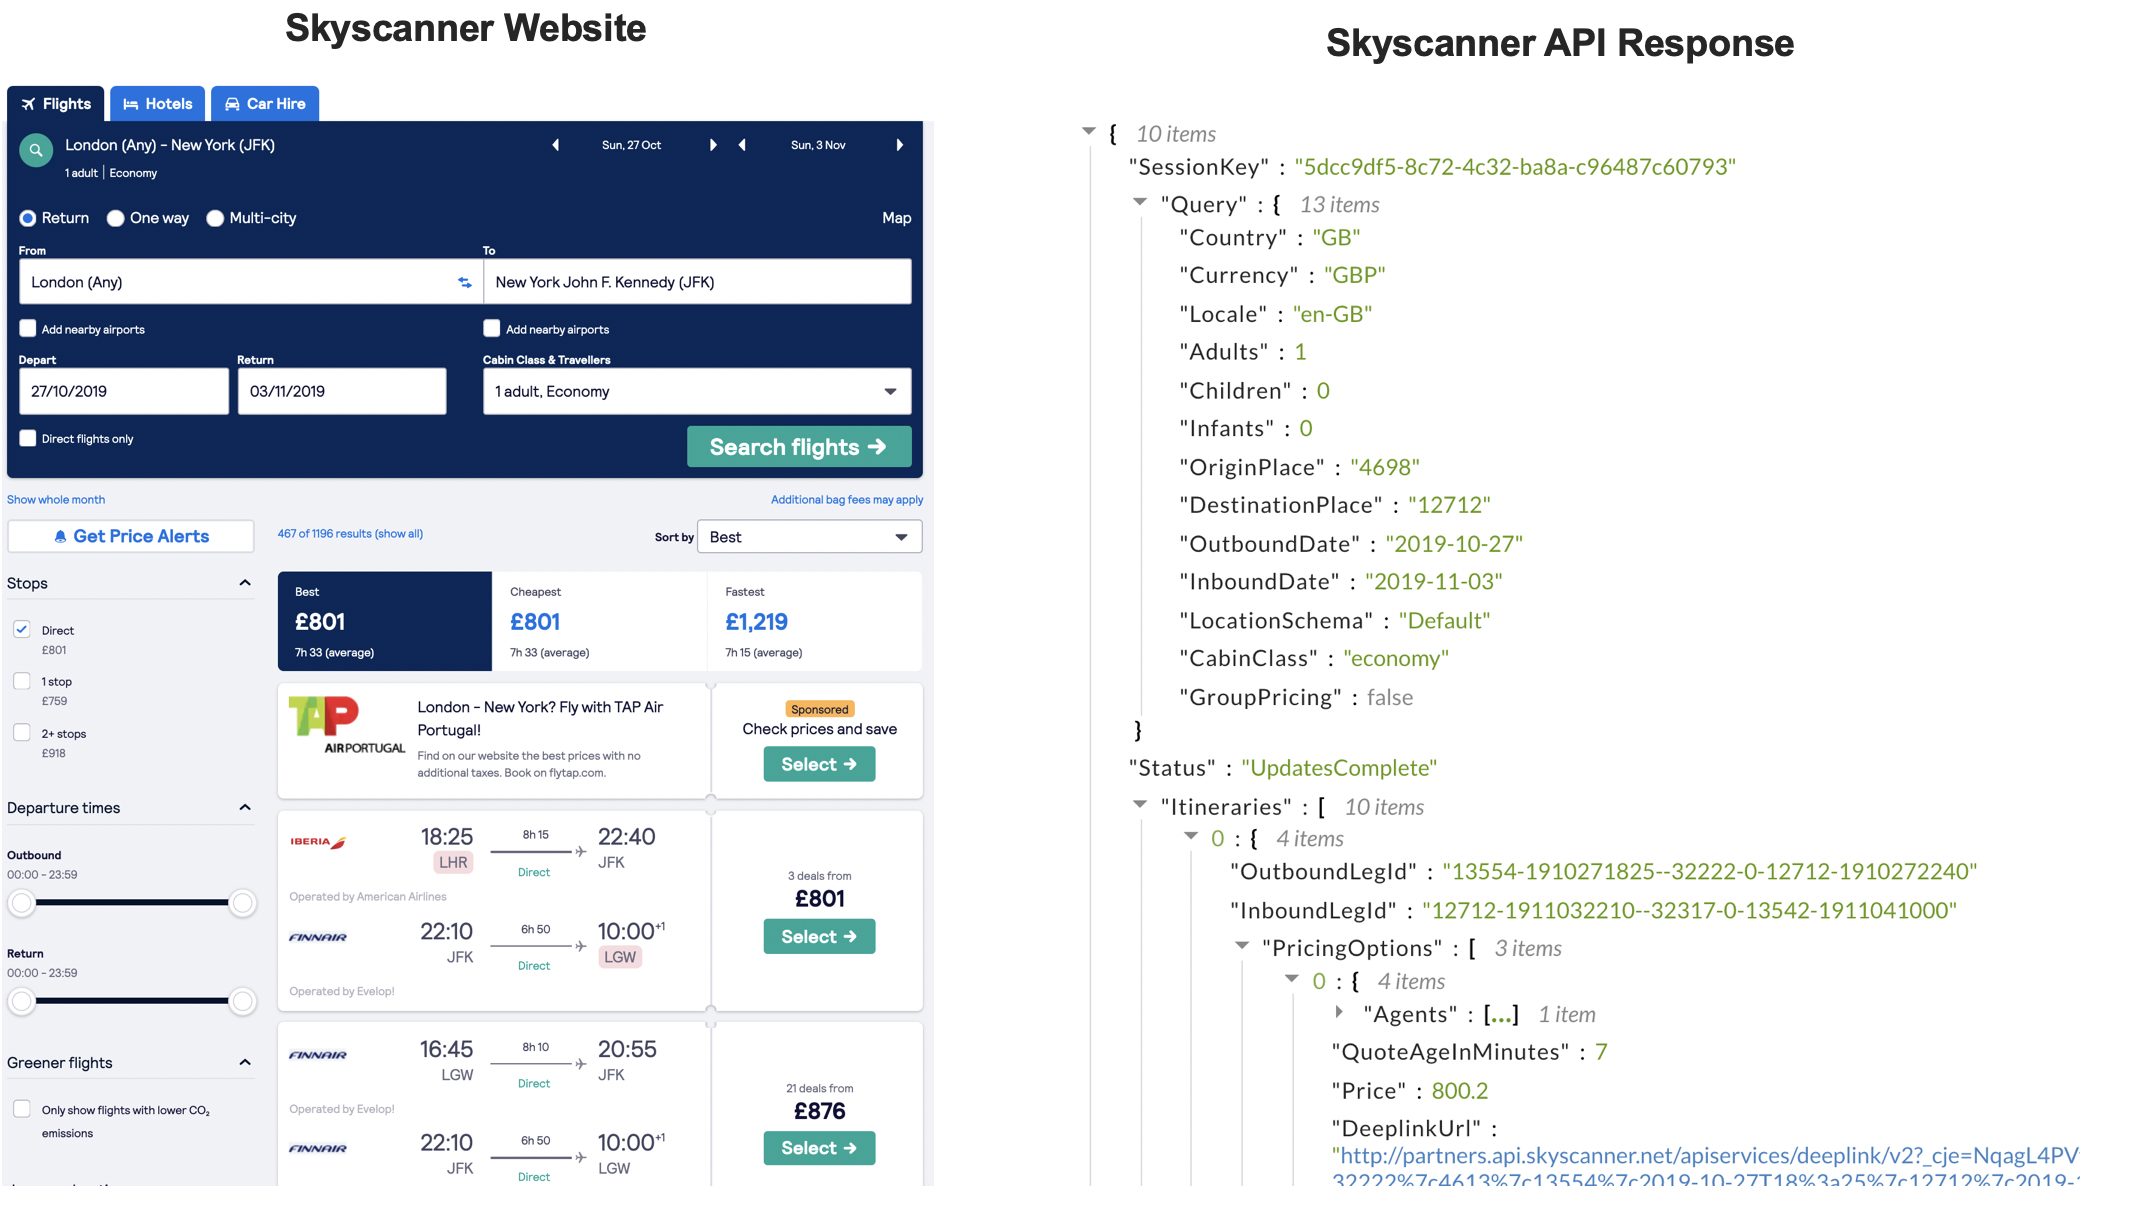 Skyscanner Website
Flights
Hotels
Car Hire
London (Any) - New York (JFK)
1 adult | Economy
Sun, 27 Oct
Sun, 3 Nov
Return
One way
Multi-city
Map
From
To
London (Any)
New York John F. Kennedy (JFK)
Add nearby airports
Add nearby airports
Depart
Return
Cabin Class & Travellers
27/10/2019
03/11/2019
1 adult, Economy
Direct flights only
Search flights →
Show whole month
Additional bag fees may apply
Get Price Alerts
467 of 1196 results (show all)
Sort by
Best
Stops
Direct
£801
1 stop
£759
2+ stops
£918
Departure times
Outbound
00:00 - 23:59
Return
00:00 - 23:59
Greener flights
Only show flights with lower CO₂
emissions
Best
£801
7h 33 (average)
Cheapest
£801
7h 33 (average)
Fastest
£1,219
7h 15 (average)
TAP
AIRPORTUGAL
London - New York? Fly with TAP Air
Portugal!
Find on our website the best prices with no
additional taxes. Book on flytap.com.
Sponsored
Check prices and save
Select →
IBERIA
18:25
LHR
8h 15
Direct
22:40
JFK
Operated by American Airlines
FINNAIR
22:10
JFK
6h 50
Direct
10:00+1
LGW
Operated by Evelop!
3 deals from
£801
Select →
FINNAIR
16:45
LGW
8h 10
Direct
20:55
JFK
Operated by Evelop!
FINNAIR
22:10
JFK
6h 50
Direct
10:00+1
LGW
21 deals from
£876
Select →
Skyscanner API Response
{ 10 items
"SessionKey" : "5dcc9df5-8c72-4c32-ba8a-c96487c60793"
"Query" : { 13 items
"Country" : "GB"
"Currency" : "GBP"
"Locale" : "en-GB"
"Adults" : 1
"Children" : 0
"Infants" : 0
"OriginPlace" : "4698"
"DestinationPlace" : "12712"
"OutboundDate" : "2019-10-27"
"InboundDate" : "2019-11-03"
"LocationSchema" : "Default"
"CabinClass" : "economy"
"GroupPricing" : false
}
"Status" : "UpdatesComplete"
"Itineraries" : [ 10 items
0 : { 4 items
"OutboundLegId" : "13554-1910271825--32222-0-12712-1910272240"
"InboundLegId" : "12712-1911032210--32317-0-13542-1911041000"
"PricingOptions" : [ 3 items
0 : { 4 items
"Agents" : [...] 1 item
"QuoteAgeInMinutes" : 7
"Price" : 800.2
"DeeplinkUrl" :
"http://partners.api.skyscanner.net/apiservices/deeplink/v2?_cje=NqagL4PV
32222%7c4613%7c13554%7c2019-10-27T18%3a25%7c12712%7c2019-